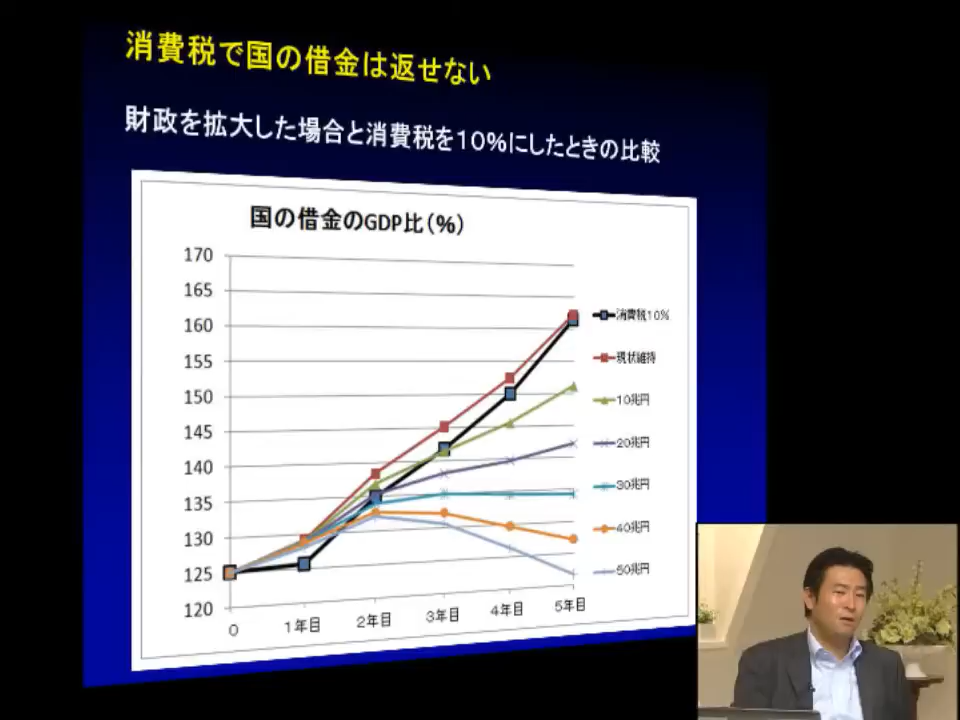 消費税で国の借金は返せない
財政を拡大した場合と消費税を10%にしたときの比較
国の借金のGDP比(%)
170
165
160
155
150
145
140
135
130
125
120
0
1年目
2年目
3年目
4年目
5年目
消費税10%
現状維持
10兆円
20兆円
30兆円
40兆円
50兆円